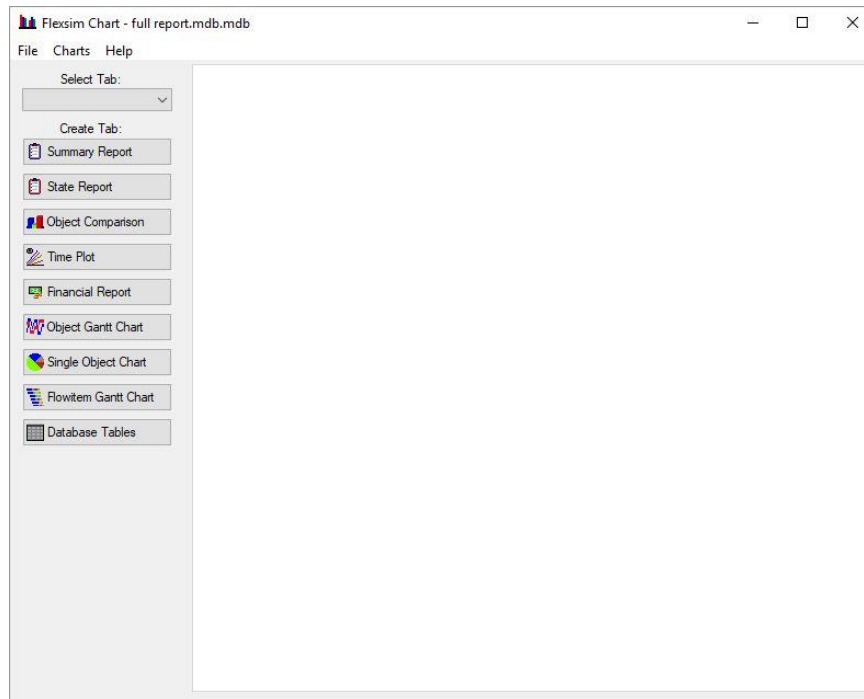 Flexsim Chart - full report.mdb.mdb
File Charts Help
Select Tab:
Create Tab:
Summary Report
State Report
Object Comparison
Time Plot
Financial Report
Object Gantt Chart
Single Object Chart
Flowitem Gantt Chart
Database Tables